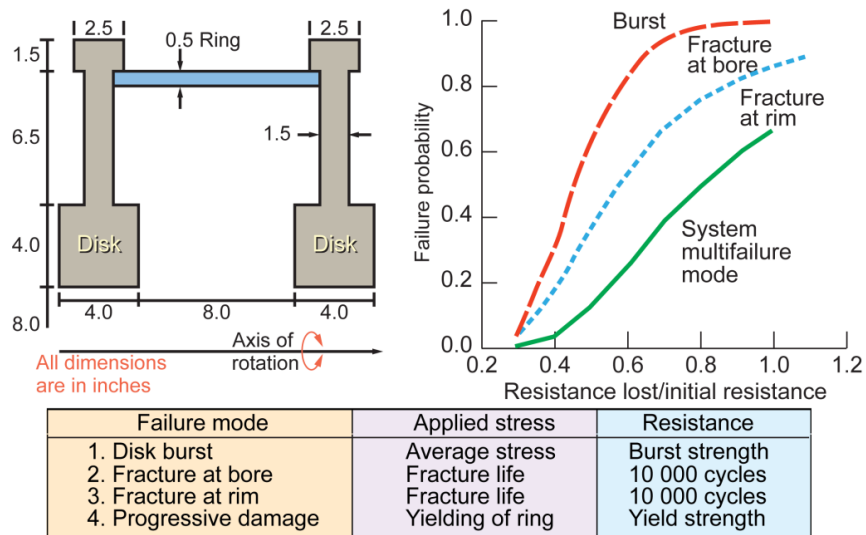 2.5
2.5
0.5 Ring
1.5
6.5
1.5
Disk
Disk
4.0
4.0
8.0
4.0
8.0
Axis of
rotation
All dimensions
are in inches
Failure probability
1.0
0.8
0.6
0.4
0.2
0.0
0.2
0.4
0.6
0.8
1.0
1.2
Resistance lost/initial resistance
Burst
Fracture
at bore
Fracture
at rim
System
multifailure
mode
Failure mode Applied stress Resistance
1. Disk burst Average stress Burst strength
2. Fracture at bore Fracture life 10 000 cycles
3. Fracture at rim Fracture life 10 000 cycles
4. Progressive damage Yielding of ring Yield strength